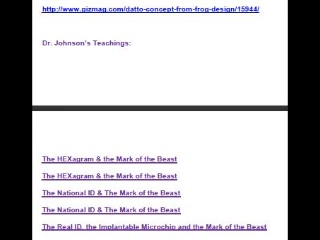 http://www.gizmag.com/datto-concept-from-frog-design/15944/
Dr. Johnson's Teachings:
The HEXagram & the Mark of the Beast
The HEXagram & the Mark of the Beast
The National ID & The Mark of the Beast
The National ID & The Mark of the Beast
The Real ID, the Implantable Microchip and the Mark of the Beast